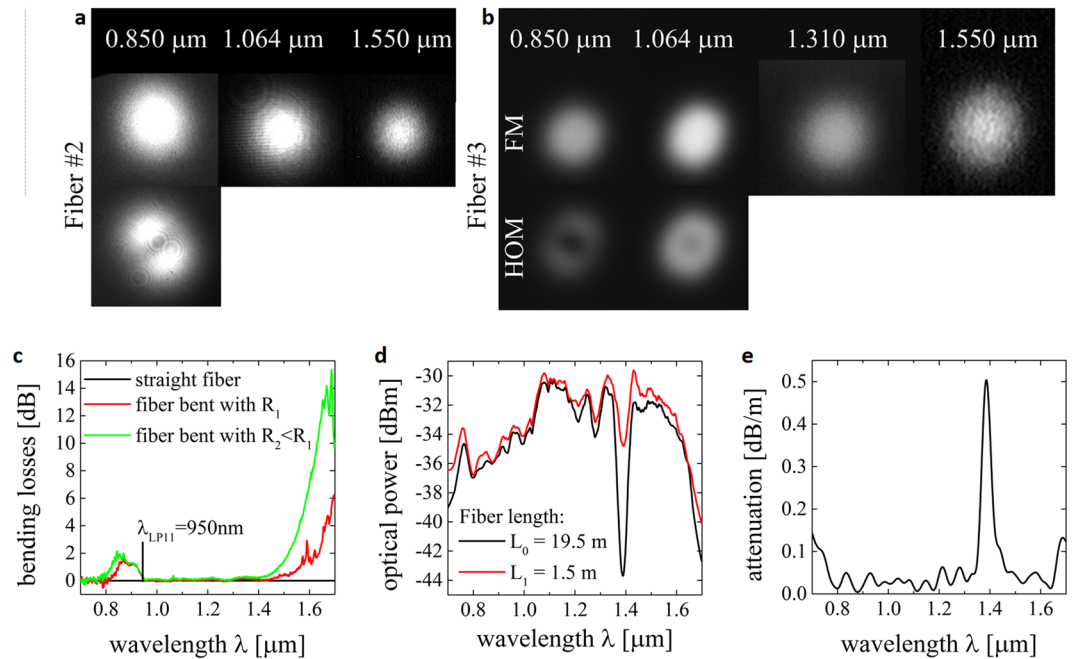 a
0.850 μm 1.064 μm 1.550 μm
Fiber #2
b
0.850 μm 1.064 μm 1.310 μm 1.550 μm
Fiber #3
FM
HOM
c
16
14
12
10
8
6
4
2
0
bending losses [dB]
straight fiber
fiber bent with R1
fiber bent with R2<R1
λLP11=950nm
0.8 1.0 1.2 1.4 1.6
wavelength λ [μm]
d
-30
-32
-34
-36
-38
-40
-42
-44
optical power [dBm]
Fiber length:
L0 = 19.5 m
L1 = 1.5 m
0.8 1.0 1.2 1.4 1.6
wavelength λ [μm]
e
0.5
0.4
0.3
0.2
0.1
0.0
attenuation [dB/m]
0.8 1.0 1.2 1.4 1.6
wavelength λ [μm]